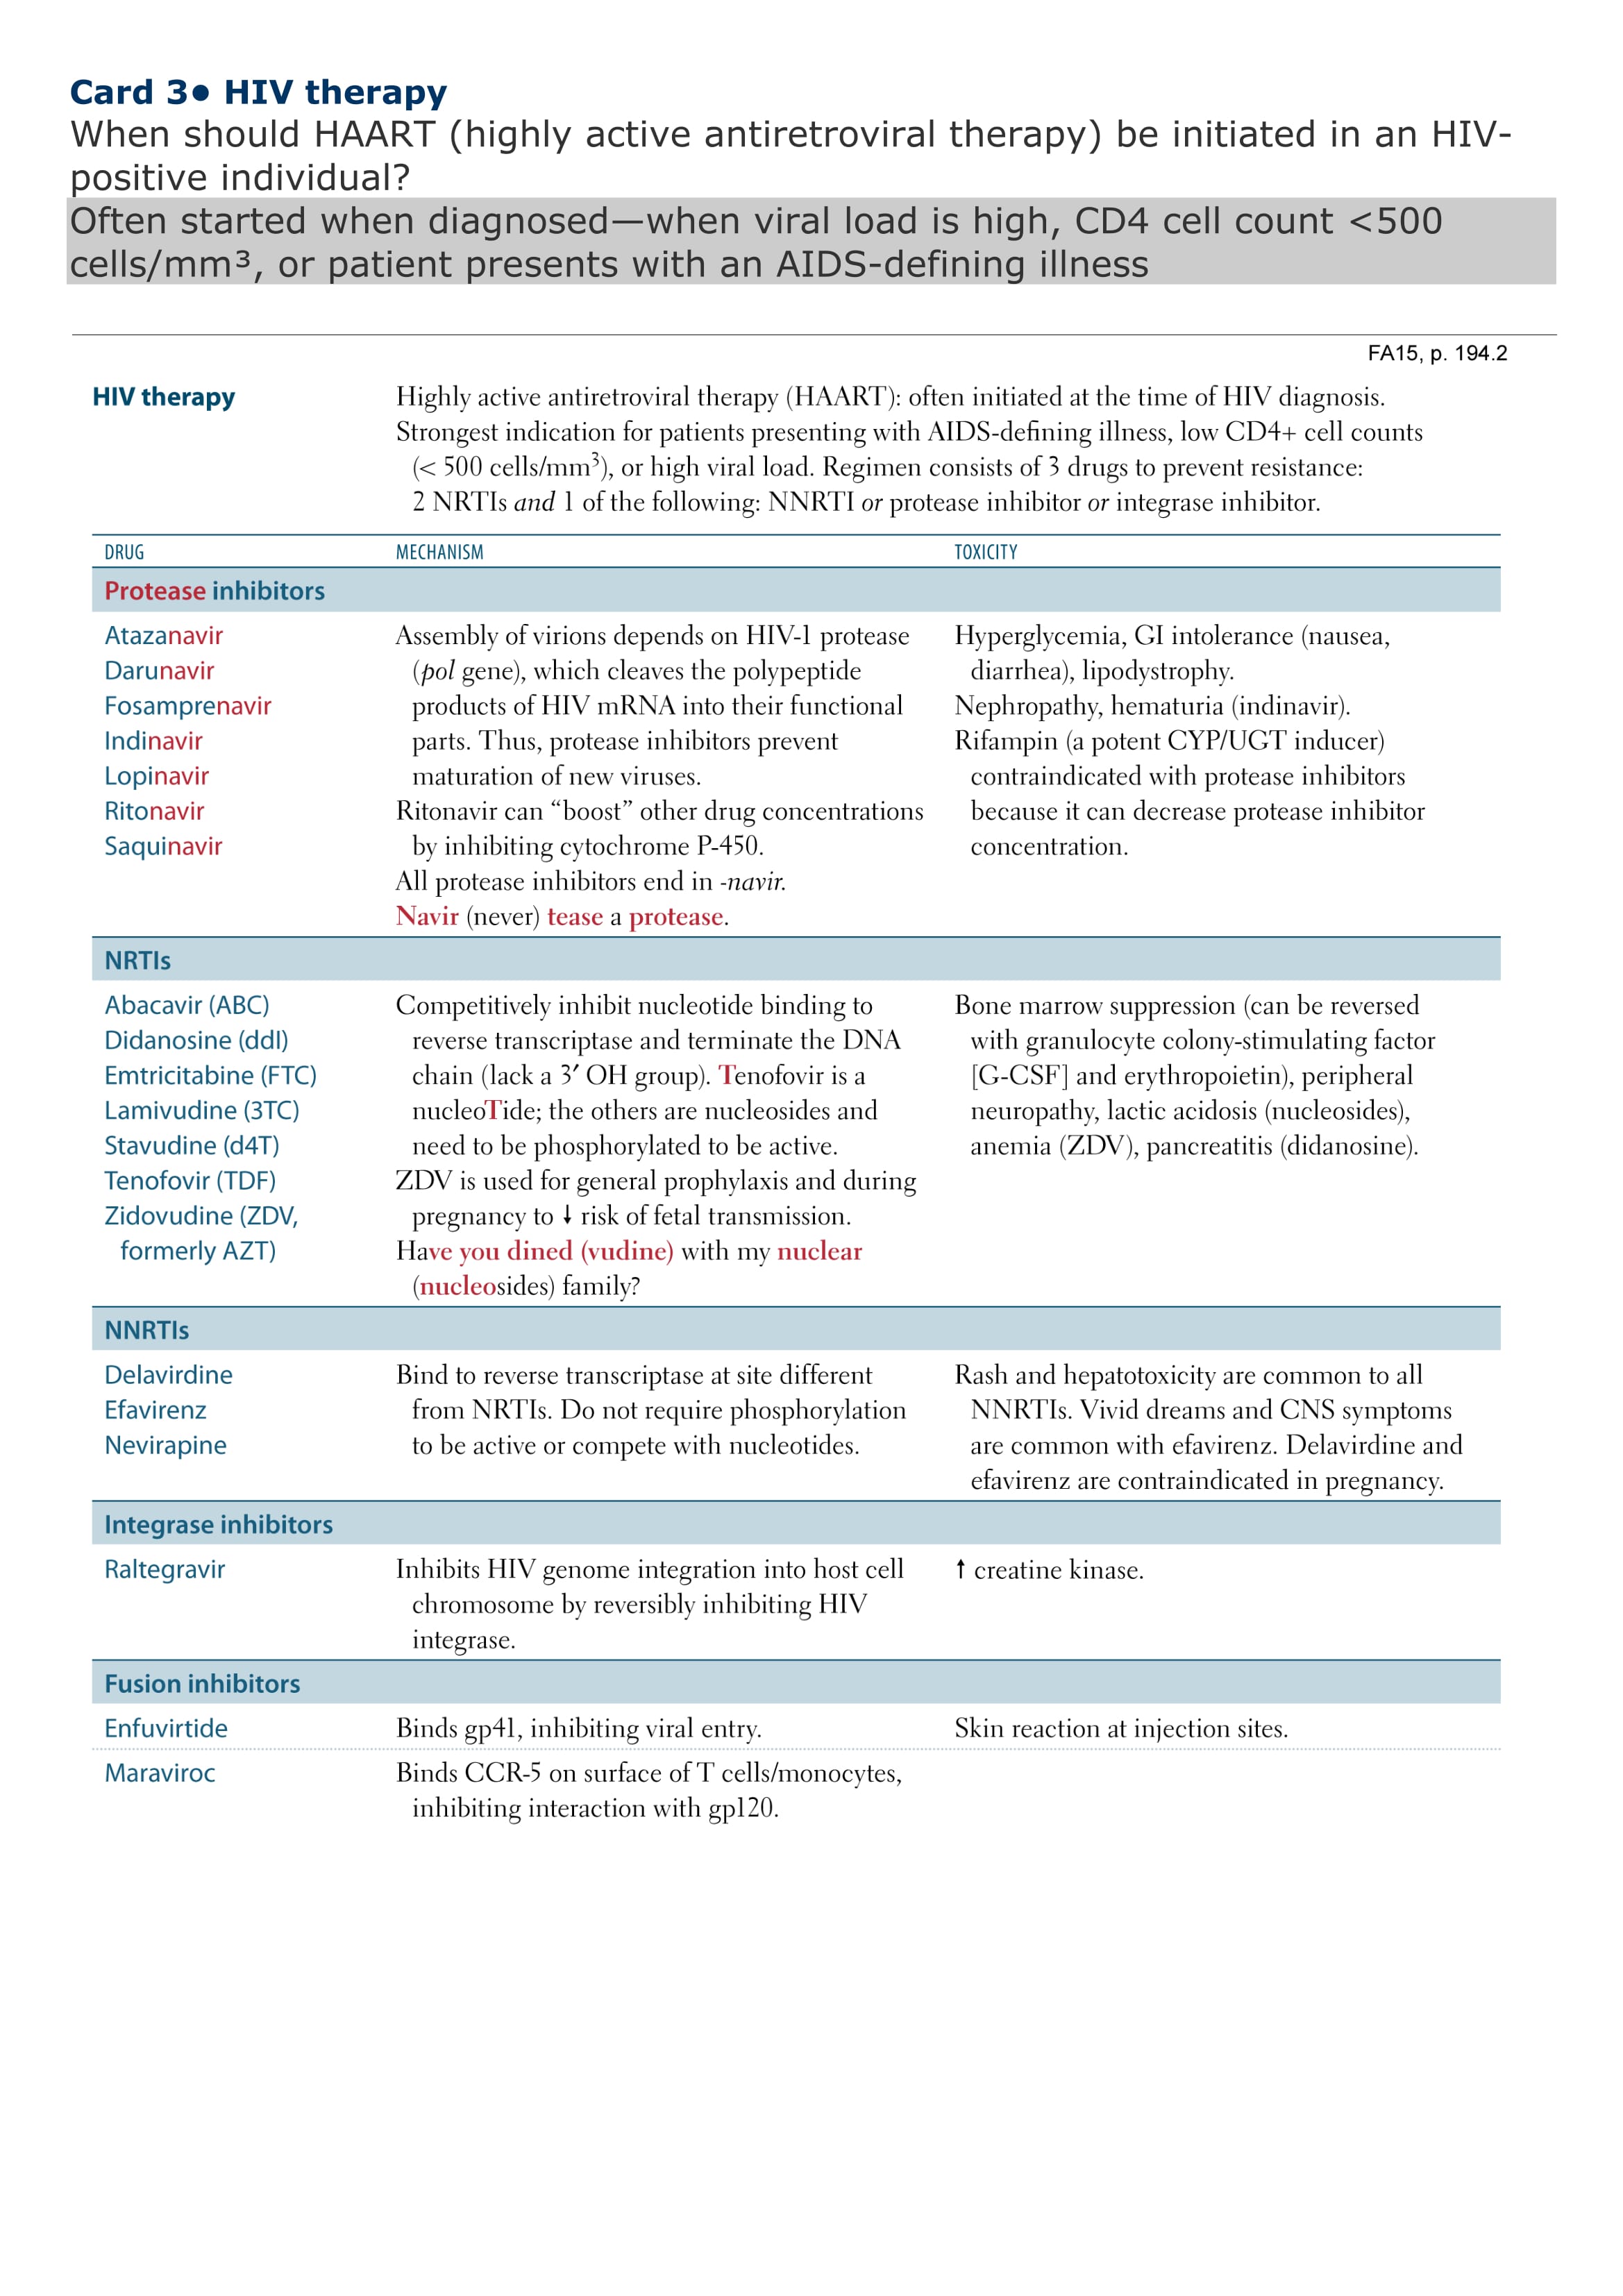 Card 3● HIV therapy
When should HAART (highly active antiretroviral therapy) be initiated in an HIV-
positive individual?
Often started when diagnosed—when viral load is high, CD4 cell count <500
cells/mm³, or patient presents with an AIDS-defining illness
FA15, p. 194.2
HIV therapy
Highly active antiretroviral therapy (HAART): often initiated at the time of HIV diagnosis.
Strongest indication for patients presenting with AIDS-defining illness, low CD4+ cell counts
(< 500 cells/mm³), or high viral load. Regimen consists of 3 drugs to prevent resistance:
2 NRTIs and 1 of the following: NNRTI or protease inhibitor or integrase inhibitor.
DRUG MECHANISM TOXICITY
Protease inhibitors
Atazanavir
Darunavir
Fosamprenavir
Indinavir
Lopinavir
Ritonavir
Saquinavir
Assembly of virions depends on HIV-1 protease
(pol gene), which cleaves the polypeptide
products of HIV mRNA into their functional
parts. Thus, protease inhibitors prevent
maturation of new viruses.
Ritonavir can “boost” other drug concentrations
by inhibiting cytochrome P-450.
All protease inhibitors end in -navir.
Navir (never) tease a protease.
Hyperglycemia, GI intolerance (nausea,
diarrhea), lipodystrophy.
Nephropathy, hematuria (indinavir).
Rifampin (a potent CYP/UGT inducer)
contraindicated with protease inhibitors
because it can decrease protease inhibitor
concentration.
NRTIs
Abacavir (ABC)
Didanosine (ddI)
Emtricitabine (FTC)
Lamivudine (3TC)
Stavudine (d4T)
Tenofovir (TDF)
Zidovudine (ZDV,
formerly AZT)
Competitively inhibit nucleotide binding to
reverse transcriptase and terminate the DNA
chain (lack a 3′ OH group). Tenofovir is a
nucleoTide; the others are nucleosides and
need to be phosphorylated to be active.
ZDV is used for general prophylaxis and during
pregnancy to ↓ risk of fetal transmission.
Have you dined (vudine) with my nuclear
(nucleosides) family?
Bone marrow suppression (can be reversed
with granulocyte colony-stimulating factor
[G-CSF] and erythropoietin), peripheral
neuropathy, lactic acidosis (nucleosides),
anemia (ZDV), pancreatitis (didanosine).
NNRTIs
Delavirdine
Efavirenz
Nevirapine
Bind to reverse transcriptase at site different
from NRTIs. Do not require phosphorylation
to be active or compete with nucleotides.
Rash and hepatotoxicity are common to all
NNRTIs. Vivid dreams and CNS symptoms
are common with efavirenz. Delavirdine and
efavirenz are contraindicated in pregnancy.
Integrase inhibitors
Raltegravir
Inhibits HIV genome integration into host cell
chromosome by reversibly inhibiting HIV
integrase.
↑ creatine kinase.
Fusion inhibitors
Enfuvirtide
Binds gp41, inhibiting viral entry.
Skin reaction at injection sites.
Maraviroc
Binds CCR-5 on surface of T cells/monocytes,
inhibiting interaction with gp120.